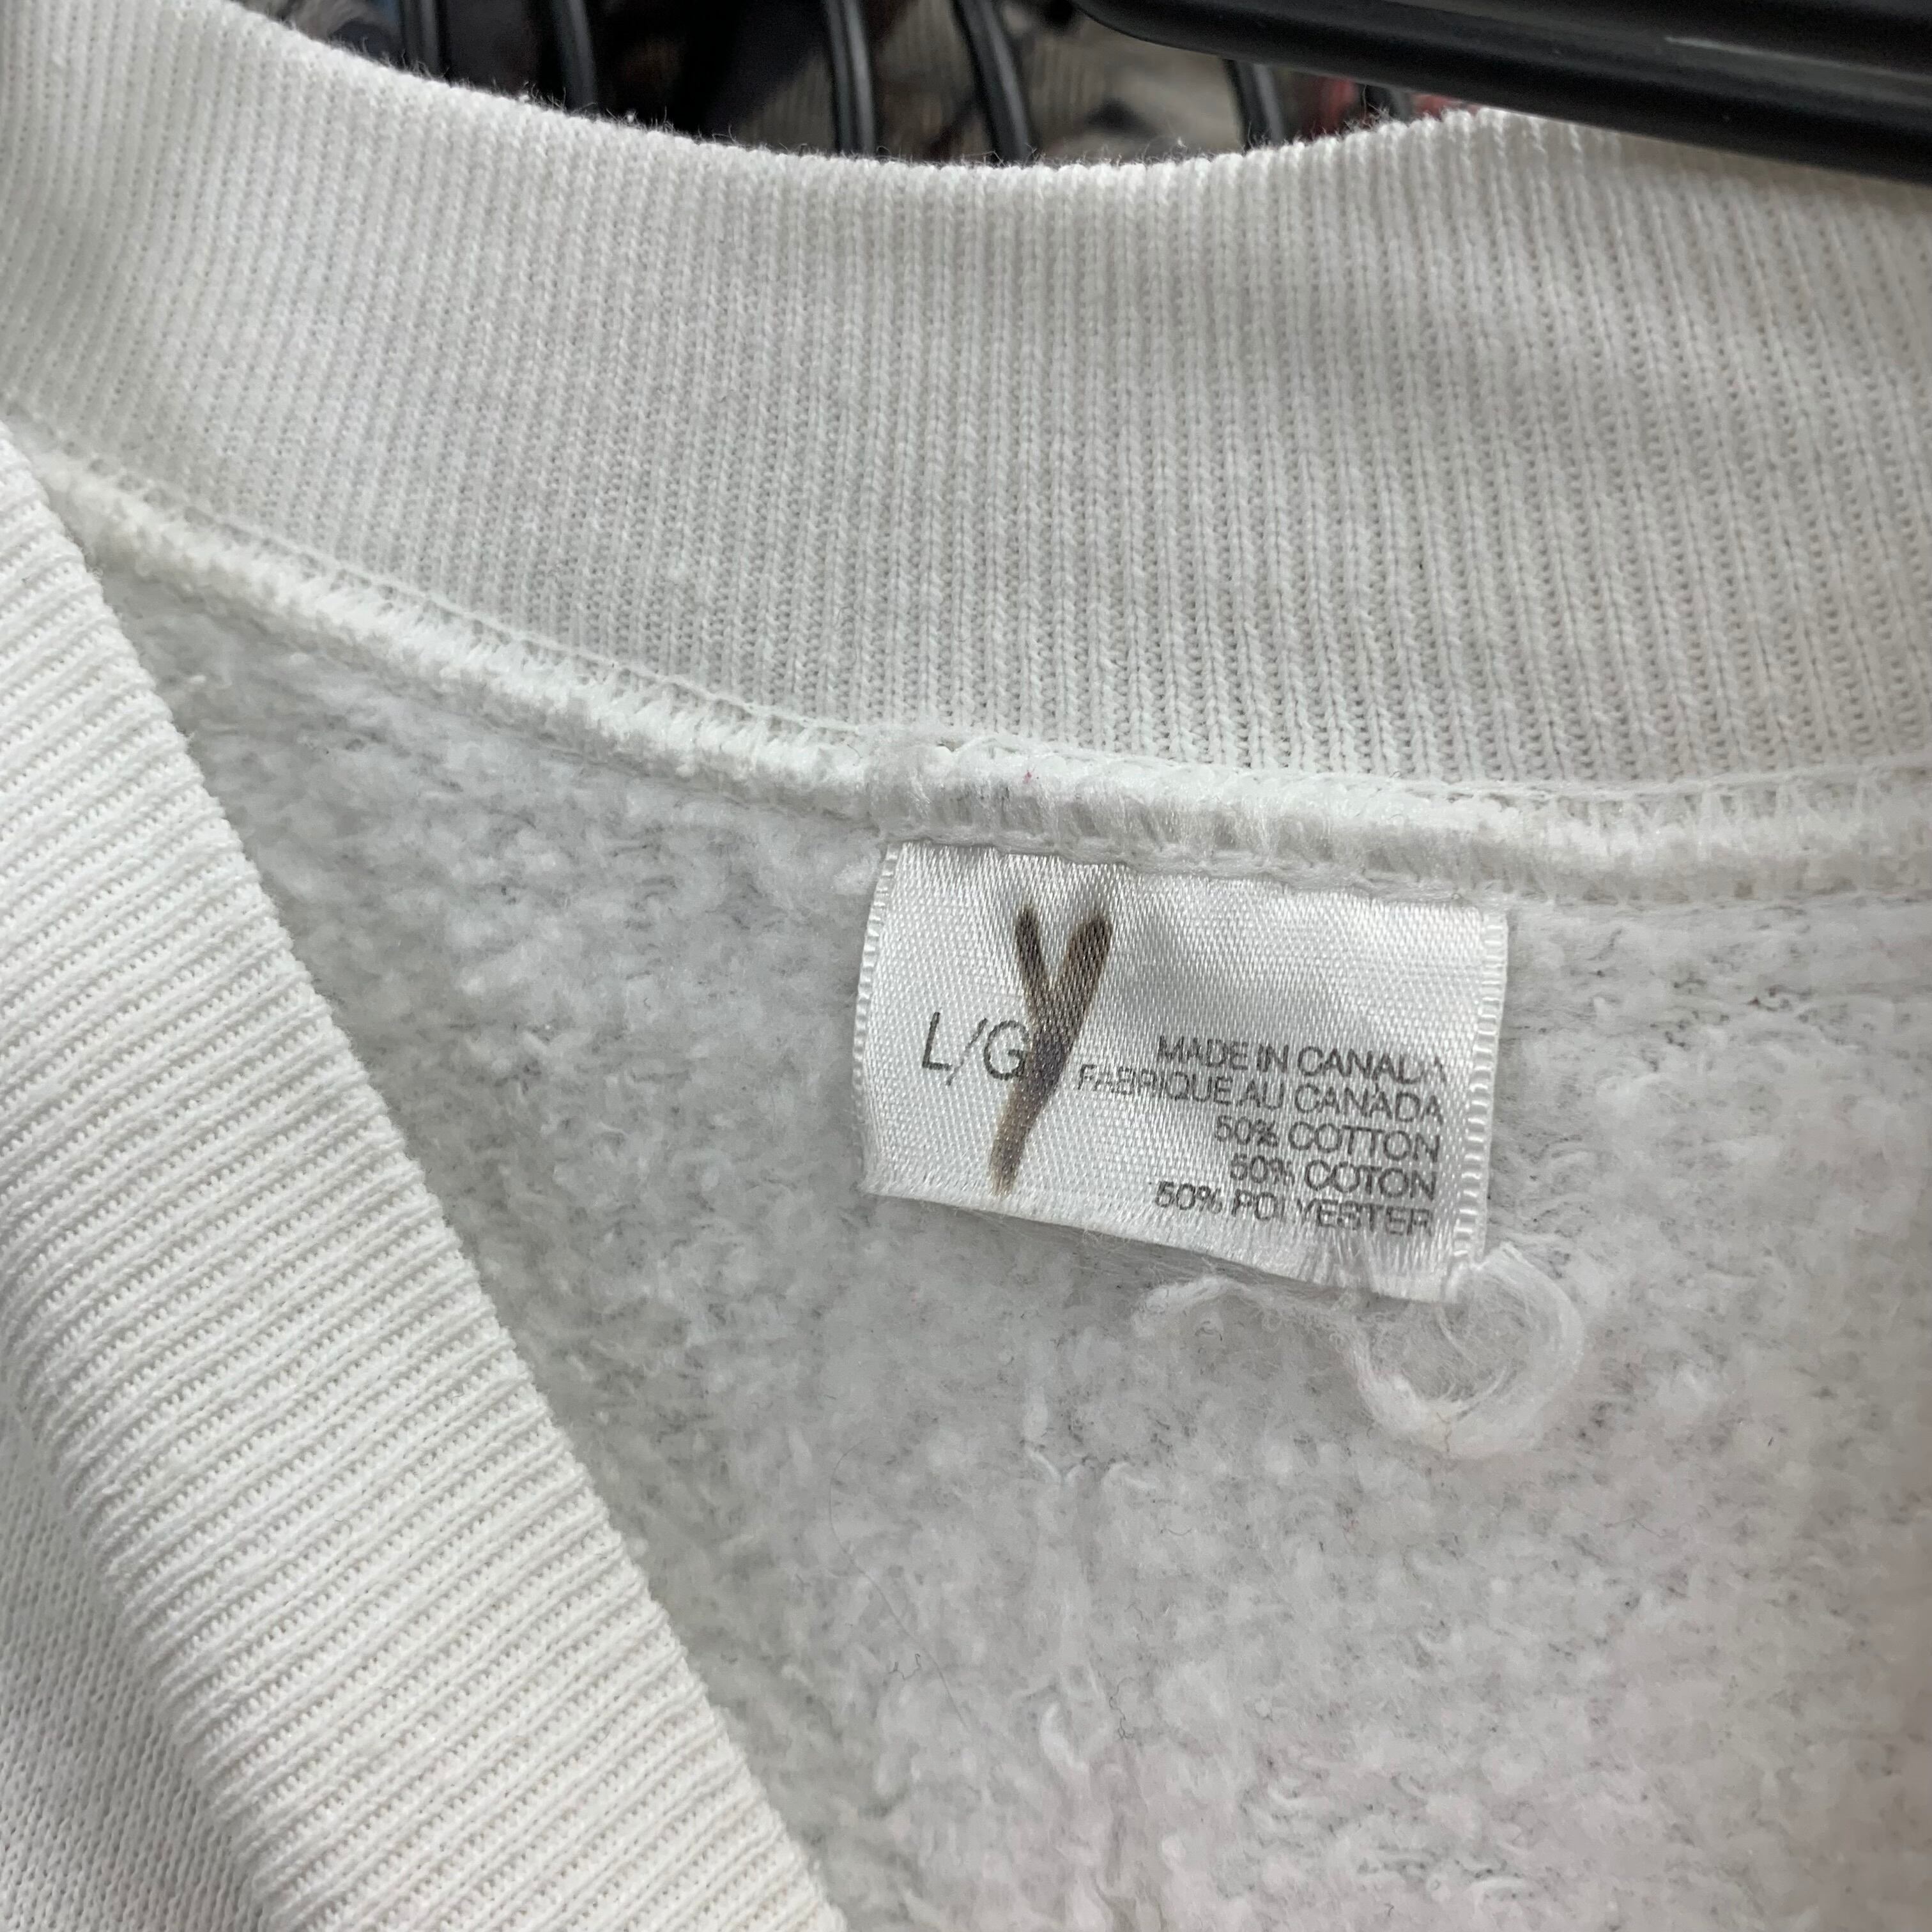 Y
L/G
MADE IN CANADA
FABRIQUE AU CANADA
50% COTTON
50% COTON
50% POLYESTER